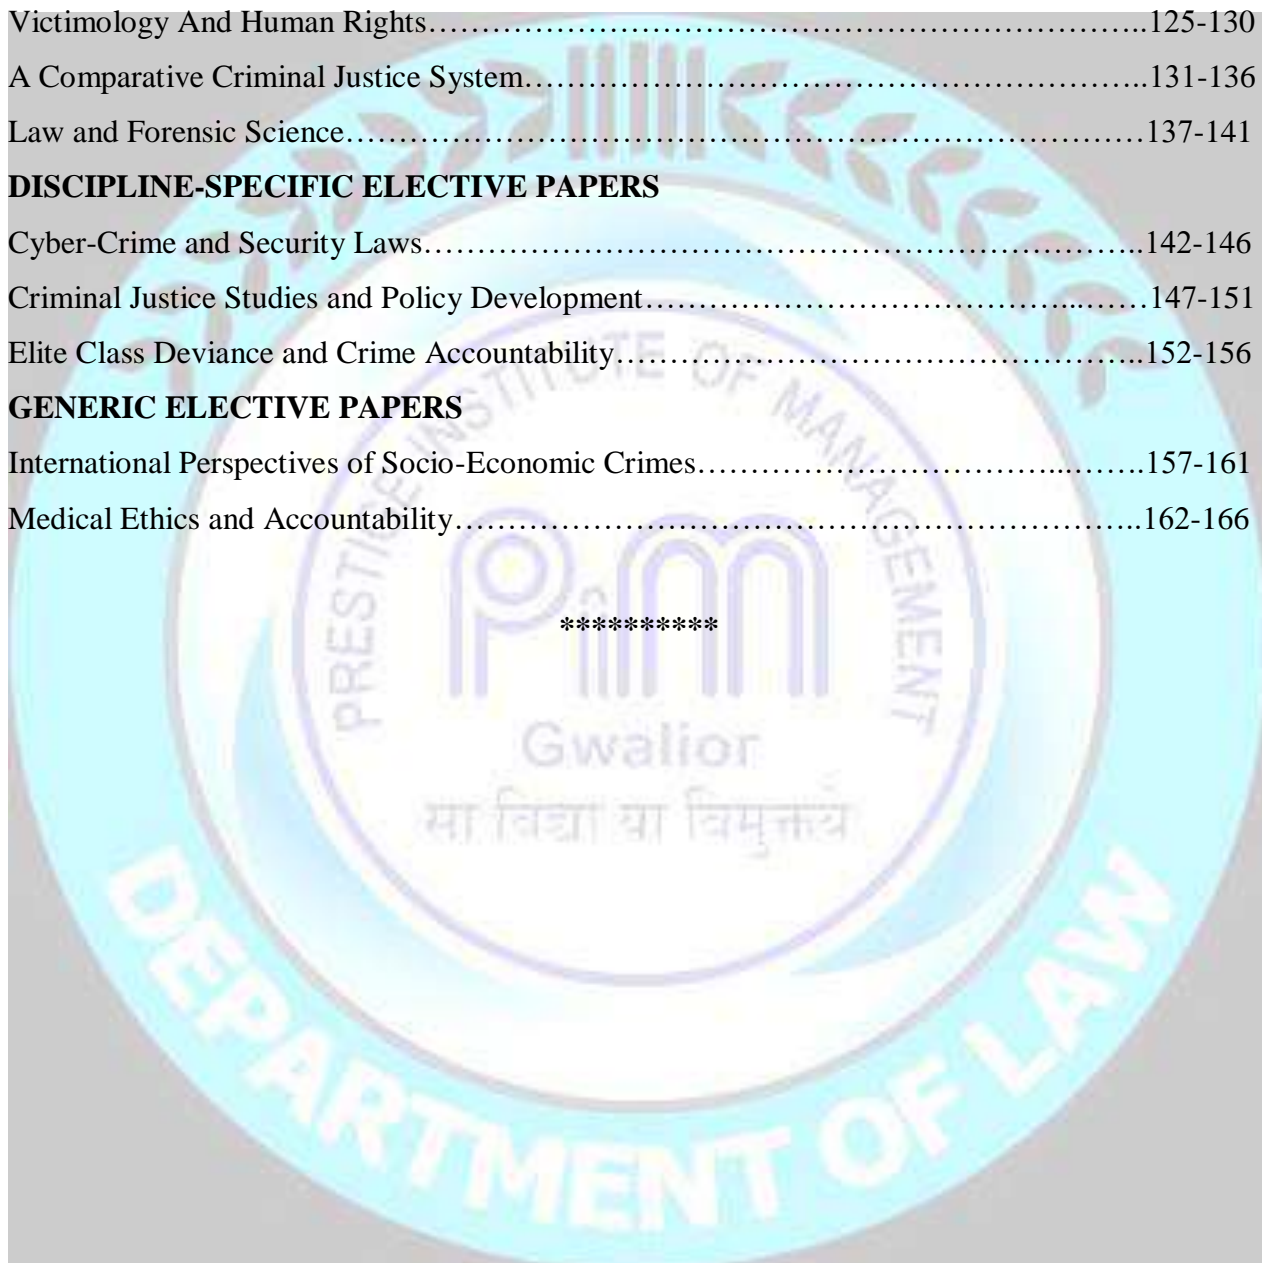 Victimology And Human Rights……………………………………………………………………..125-130
A Comparative Criminal Justice System……………………………………………………………..131-136
Law and Forensic Science………………………………………………………………………………137-141
DISCIPLINE-SPECIFIC ELECTIVE PAPERS
Cyber-Crime and Security Laws………………………………………………………………………..142-146
Criminal Justice Studies and Policy Development…………………………………………...……147-151
Elite Class Deviance and Crime Accountability……………………………………………………..152-156
GENERIC ELECTIVE PAPERS
International Perspectives of Socio-Economic Crimes………………………………....…….157-161
Medical Ethics and Accountability……………………………………………………………………..162-166
**********
PRESTIGE INSTITUTE OF MANAGEMENT
Pim
Gwalior
सा विद्या या विमुक्तये
DEPARTMENT OF LAW